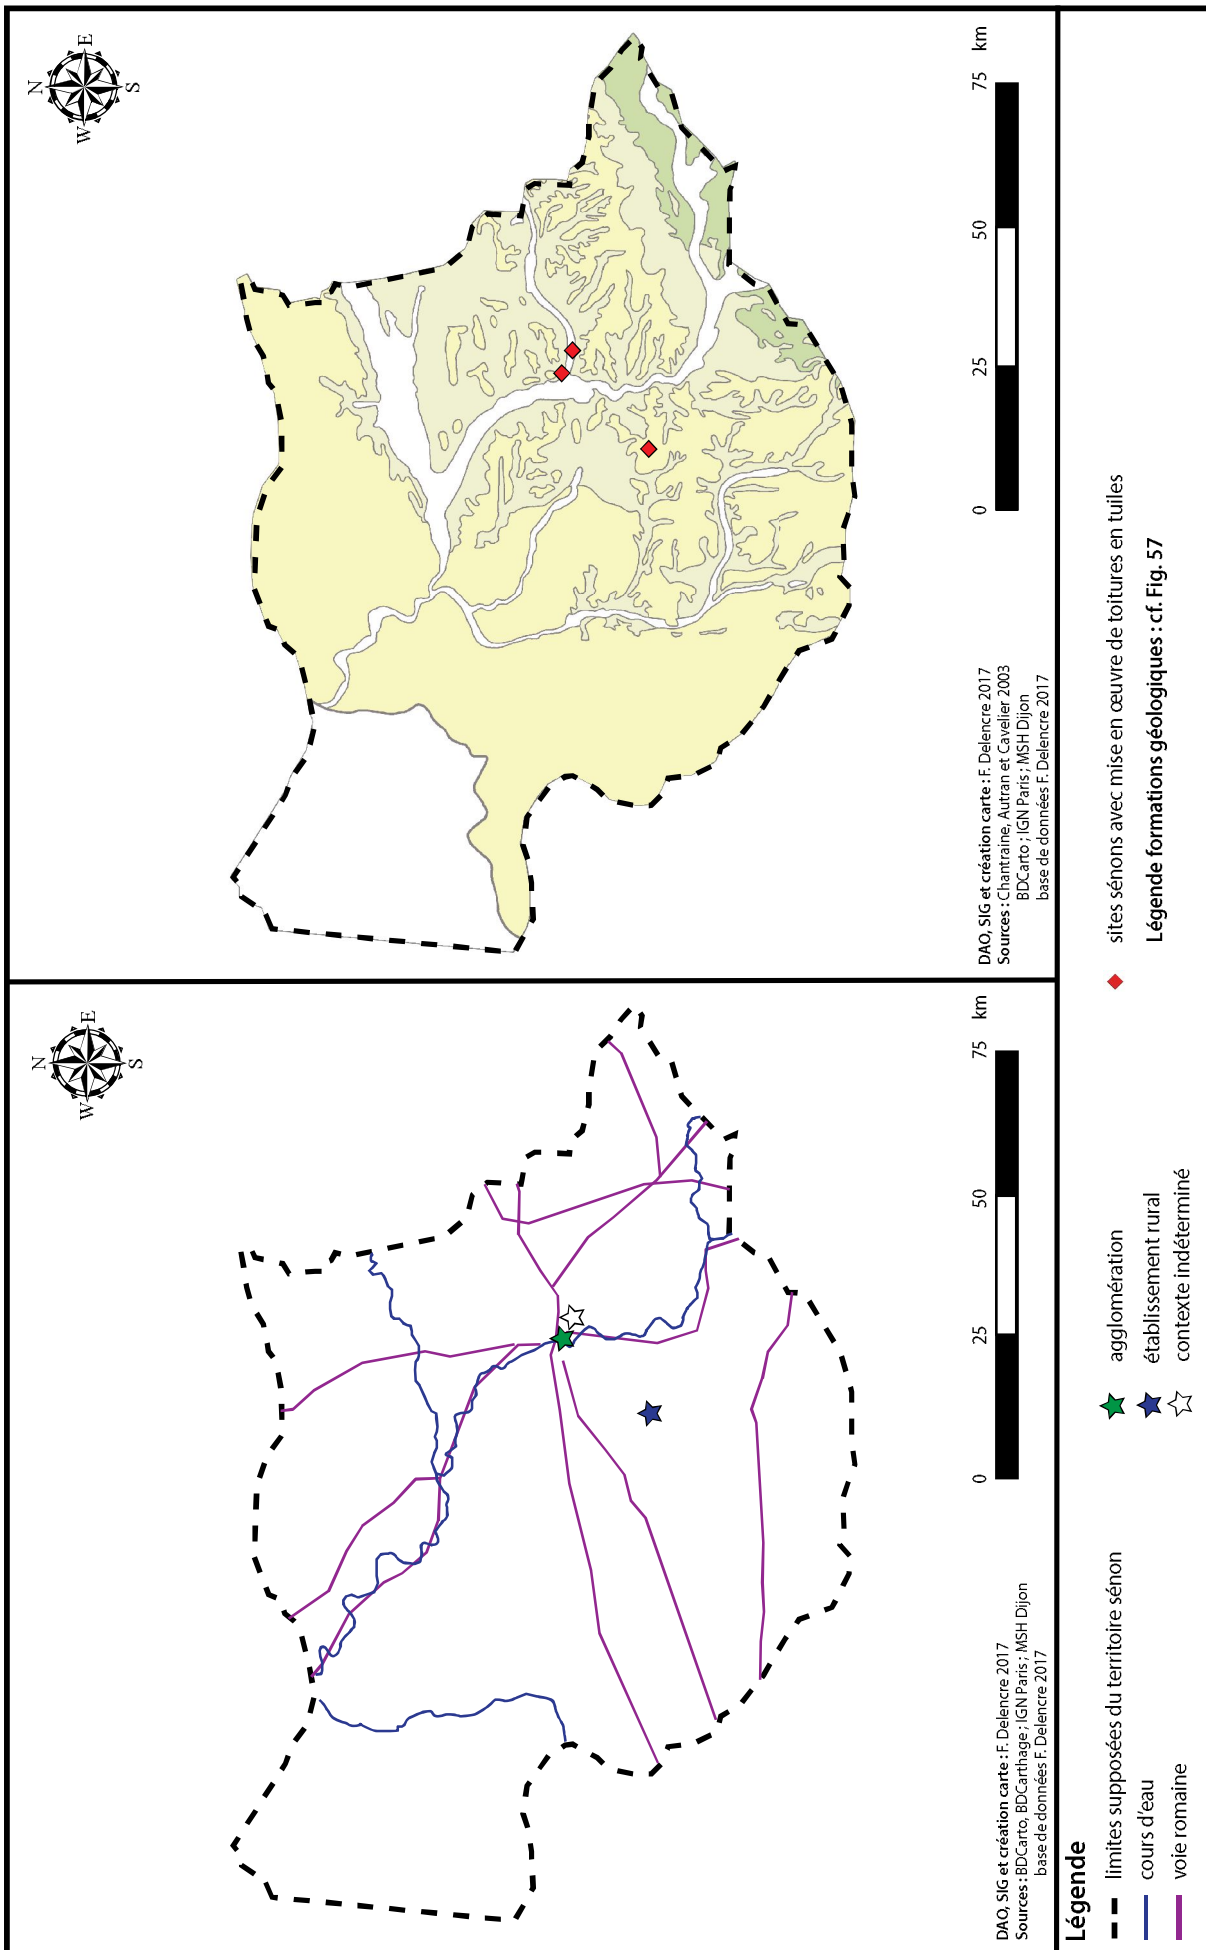 N
E
S
W
0
25
50
75
km
DAO, SIG et création carte : F. Delencre 2017
Sources : BDCarto, BDCarthage ; IGN Paris ; MSH Dijon
base de données F. Delencre 2017
N
E
S
W
0
25
50
75
km
DAO, SIG et création carte : F. Delencre 2017
Sources : Chantraine, Autran et Cavelier 2003
BDCarto ; IGN Paris ; MSH Dijon
base de données F. Delencre 2017
Légende
limites supposées du territoire sénon
cours d'eau
voie romaine
agglomération
établissement rural
contexte indéterminé
sites sénons avec mise en œuvre de toitures en tuiles
Légende formations géologiques : cf. Fig. 57